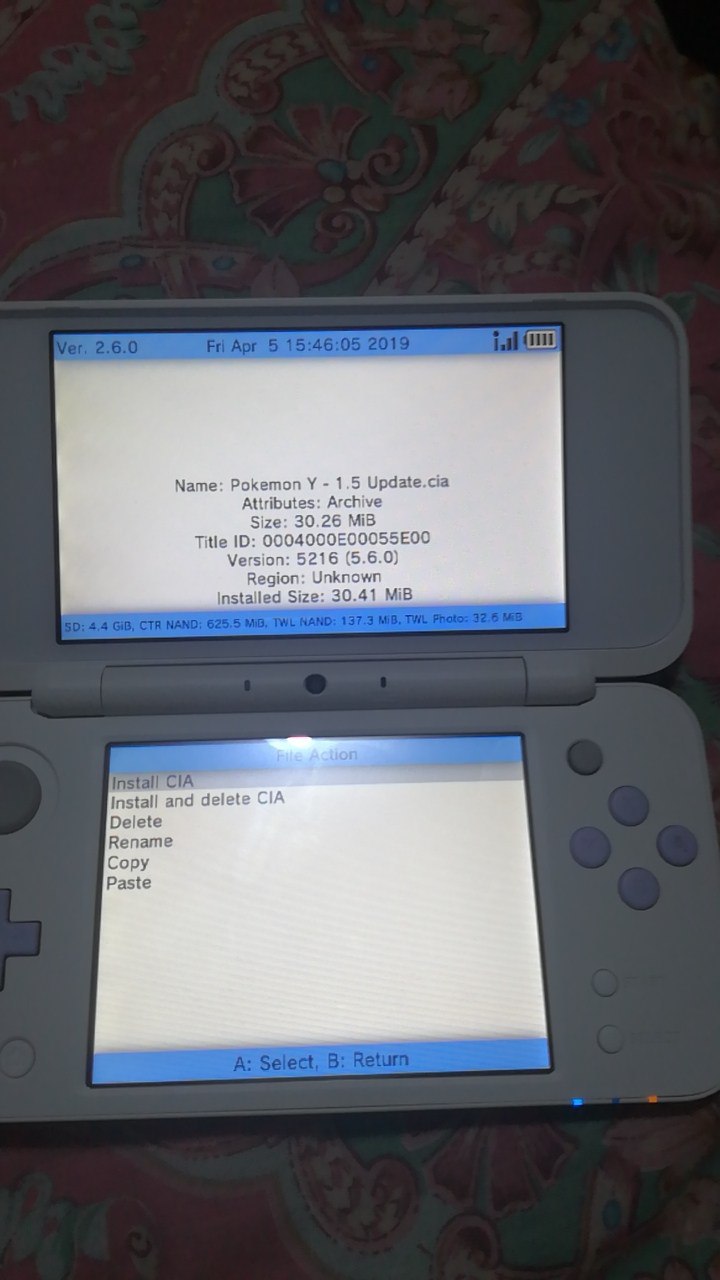 Ver. 2.6.0 Fri Apr 5 15:46:05 2019
Name: Pokemon Y - 1.5 Update.cia
Attributes: Archive
Size: 30.26 MiB
Title ID: 0004000E00055E00
Version: 5216 (5.6.0)
Region: Unknown
Installed Size: 30.41 MiB
SD: 4.4 GiB, CTR NAND: 625.5 MiB, TWL NAND: 137.3 MiB, TWL Photo: 32.6 MiB
File Action
Install CIA
Install and delete CIA
Delete
Rename
Copy
Paste
A: Select, B: Return